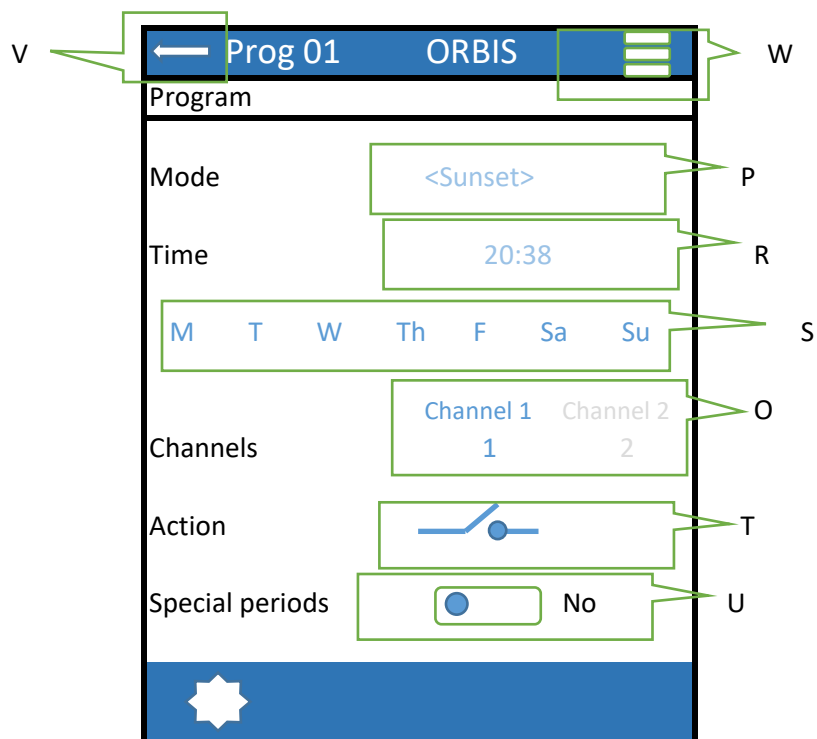 V Prog 01 ORBIS W
Program
Mode <Sunset> P
Time 20:38 R
M T W Th F Sa Su S
Channel 1 Channel 2 O
Channels 1 2
Action T
Special periods No U